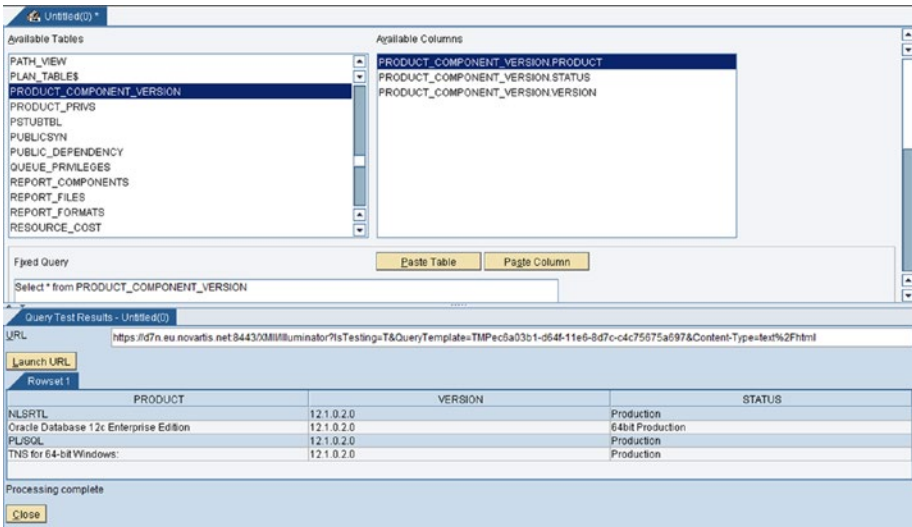 Untitled(0) *
Available Tables
Available Columns
PATH_VIEW
PLAN_TABLE$
PRODUCT_COMPONENT_VERSION
PRODUCT_PRIVS
PSTUBTBL
PUBLICSYN
PUBLIC_DEPENDENCY
QUEUE_PRIVILEGES
REPORT_COMPONENTS
REPORT_FILES
REPORT_FORMATS
RESOURCE_COST
PRODUCT_COMPONENT_VERSION.PRODUCT
PRODUCT_COMPONENT_VERSION.STATUS
PRODUCT_COMPONENT_VERSION.VERSION
Fixed Query
Paste Table
Paste Column
Select * from PRODUCT_COMPONENT_VERSION
Query Test Results - Untitled(0)
URL
https://d7n.eu.novartis.net:8443/XMII/Illuminator?IsTesting=T&QueryTemplate=TMPec6a03b1-d64f-11e6-8d7c-c4c75675a697&Content-Type=text%2Fhtml
Launch URL
Rowset 1
PRODUCT VERSION STATUS
NLSRTL 12.1.0.2.0 Production
Oracle Database 12c Enterprise Edition 12.1.0.2.0 64bit Production
PL/SQL 12.1.0.2.0 Production
TNS for 64-bit Windows: 12.1.0.2.0 Production
Processing complete
Close